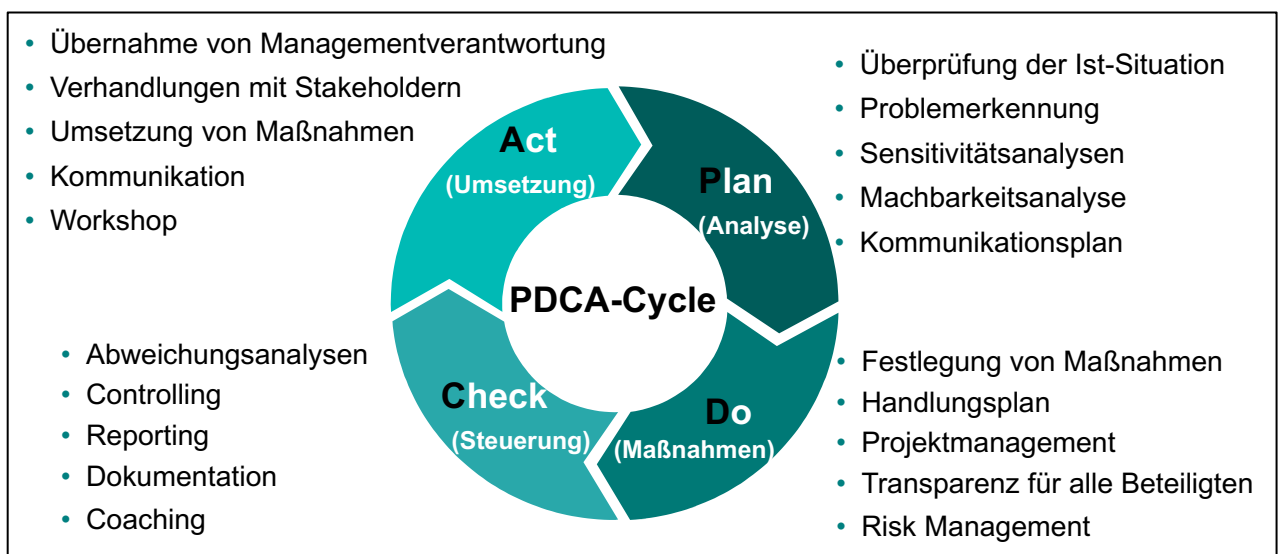 • Übernahme von Managementverantwortung
• Verhandlungen mit Stakeholdern
• Umsetzung von Maßnahmen
• Kommunikation
• Workshop
• Überprüfung der Ist-Situation
• Problemerkennung
• Sensitivitätsanalysen
• Machbarkeitsanalyse
• Kommunikationsplan
Act
(Umsetzung)
Plan
(Analyse)
PDCA-Cycle
Check
(Steuerung)
Do
(Maßnahmen)
• Abweichungsanalysen
• Controlling
• Reporting
• Dokumentation
• Coaching
• Festlegung von Maßnahmen
• Handlungsplan
• Projektmanagement
• Transparenz für alle Beteiligten
• Risk Management